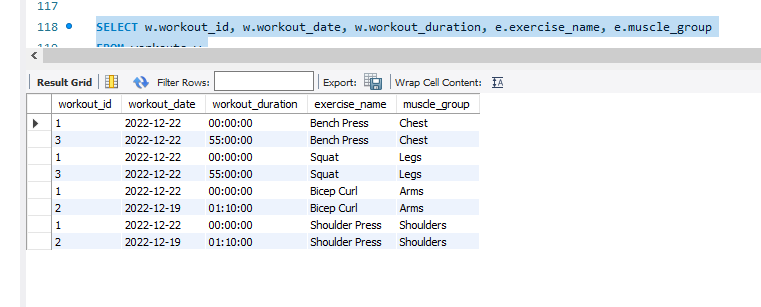 117
118 SELECT w.workout_id, w.workout_date, w.workout_duration, e.exercise_name, e.muscle_group
Result Grid Filter Rows: Export: Wrap Cell Content:
workout_id workout_date workout_duration exercise_name muscle_group
1 2022-12-22 00:00:00 Bench Press Chest
3 2022-12-22 55:00:00 Bench Press Chest
1 2022-12-22 00:00:00 Squat Legs
3 2022-12-22 55:00:00 Squat Legs
1 2022-12-22 00:00:00 Bicep Curl Arms
2 2022-12-19 01:10:00 Bicep Curl Arms
1 2022-12-22 00:00:00 Shoulder Press Shoulders
2 2022-12-19 01:10:00 Shoulder Press Shoulders